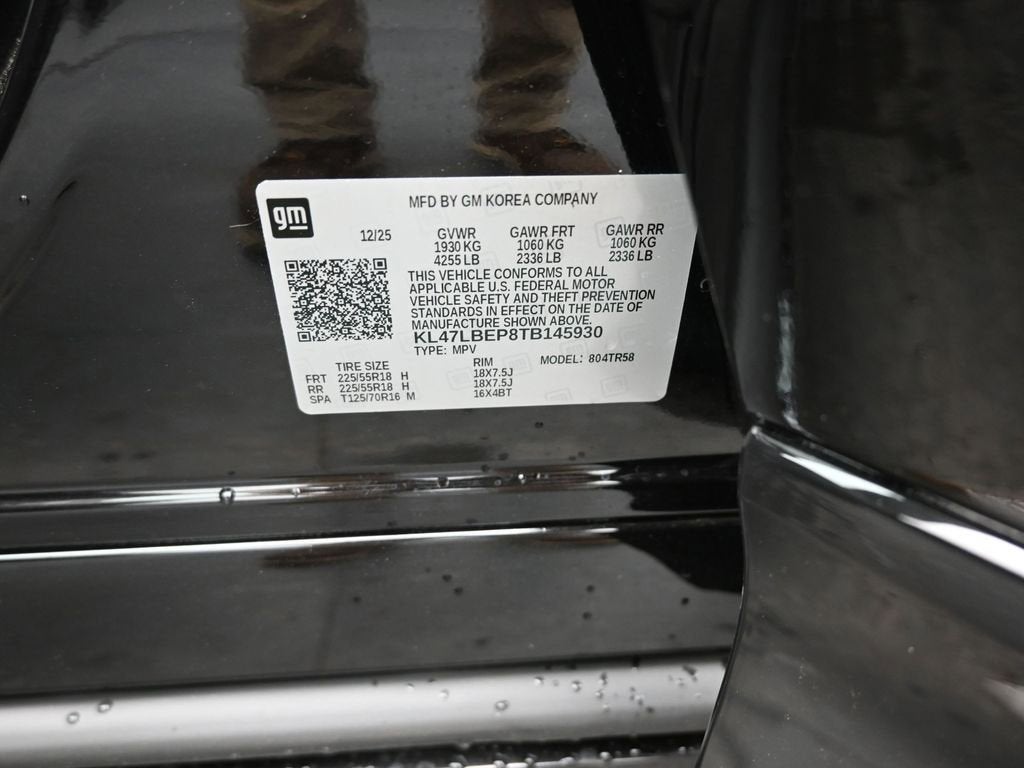 gm
MFD BY GM KOREA COMPANY
12/25 GVWR GAWR FRT GAWR RR
1930 KG 1060 KG 1060 KG
4255 LB 2336 LB 2336 LB
THIS VEHICLE CONFORMS TO ALL
APPLICABLE U.S. FEDERAL MOTOR
VEHICLE SAFETY AND THEFT PREVENTION
STANDARDS IN EFFECT ON THE DATE OF
MANUFACTURE SHOWN ABOVE.
KL47LBEP8TB145930
TYPE: MPV
TIRE SIZE RIM MODEL: 804TR58
FRT 225/55R18 H 18X7.5J
RR 225/55R18 H 18X7.5J
SPA T125/70R16 M 16X4BT